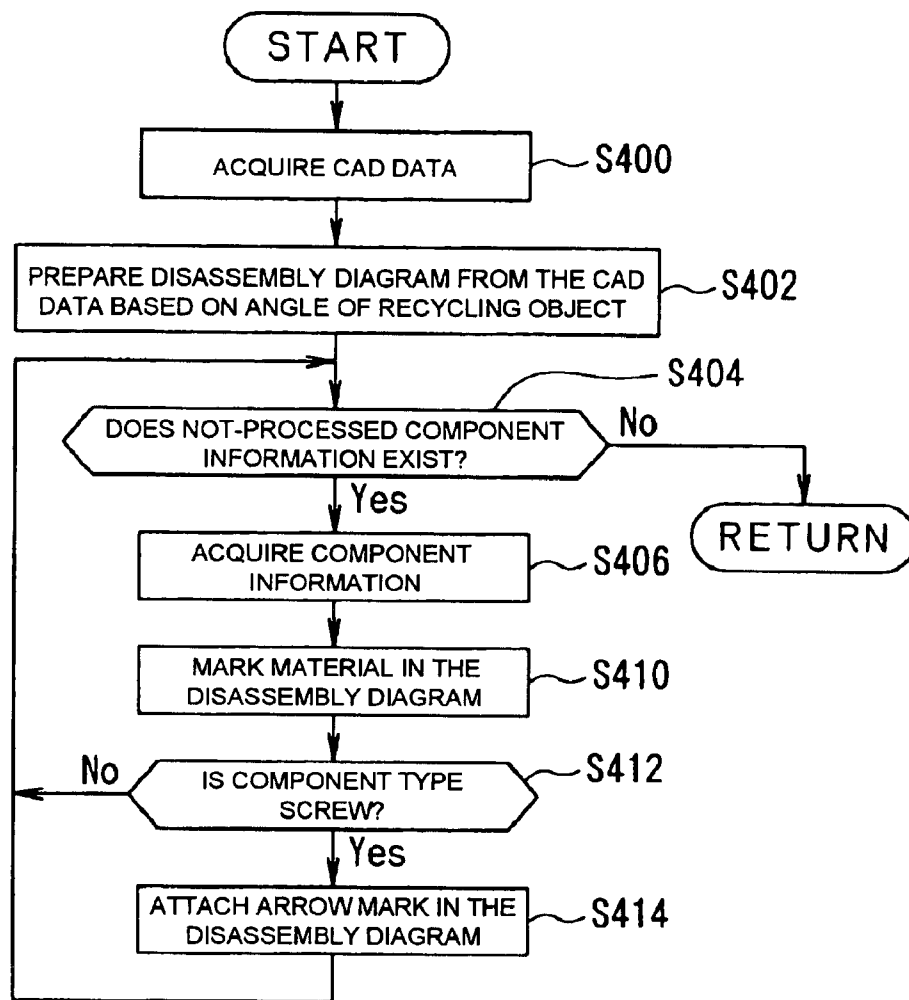 START
ACQUIRE CAD DATA
S400
PREPARE DISASSEMBLY DIAGRAM FROM THE CAD
DATA BASED ON ANGLE OF RECYCLING OBJECT
S402
S404
DOES NOT-PROCESSED COMPONENT
INFORMATION EXIST?
No
Yes
RETURN
ACQUIRE COMPONENT
INFORMATION
S406
MARK MATERIAL IN THE
DISASSEMBLY DIAGRAM
S410
No
IS COMPONENT TYPE
SCREW?
S412
Yes
ATTACH ARROW MARK IN THE
DISASSEMBLY DIAGRAM
S414